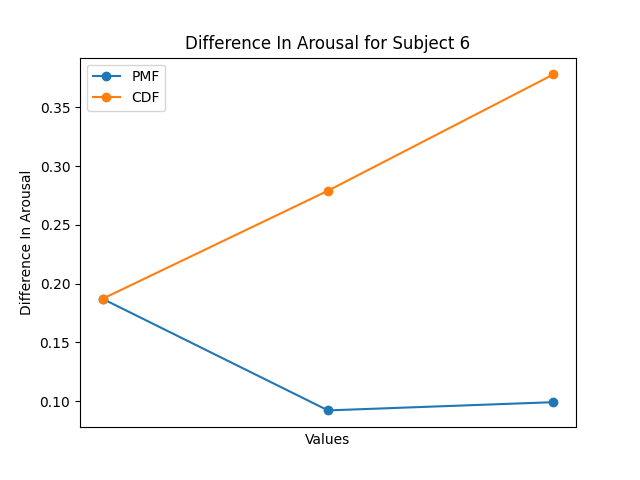 Difference In Arousal for Subject 6
PMF
CDF
0.35
0.30
0.25
0.20
0.15
0.10
Difference In Arousal
Values